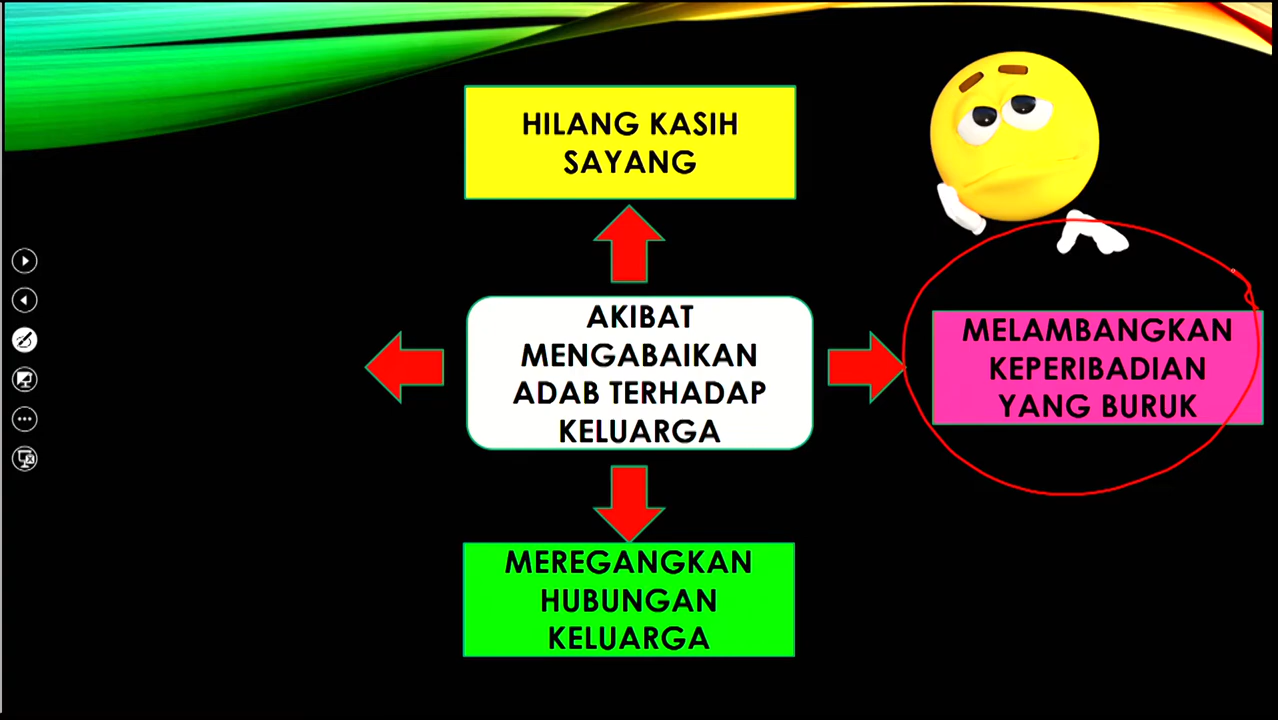 HILANG KASIH
SAYANG
AKIBAT
MENGABAIKAN
ADAB TERHADAP
KELUARGA
MELAMBANGKAN
KEPERIBADIAN
YANG BURUK
MEREGANGKAN
HUBUNGAN
KELUARGA